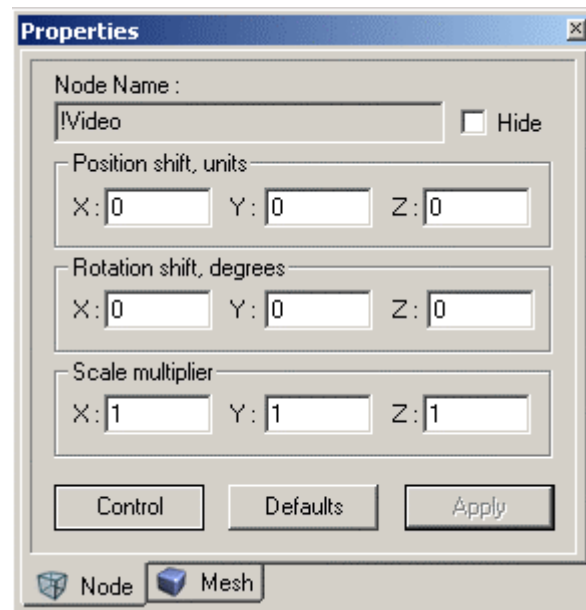 Properties
Node Name :
!Video
Hide
Position shift, units
X: 0 Y: 0 Z: 0
Rotation shift, degrees
X: 0 Y: 0 Z: 0
Scale multiplier
X: 1 Y: 1 Z: 1
Control Defaults Apply
Node Mesh